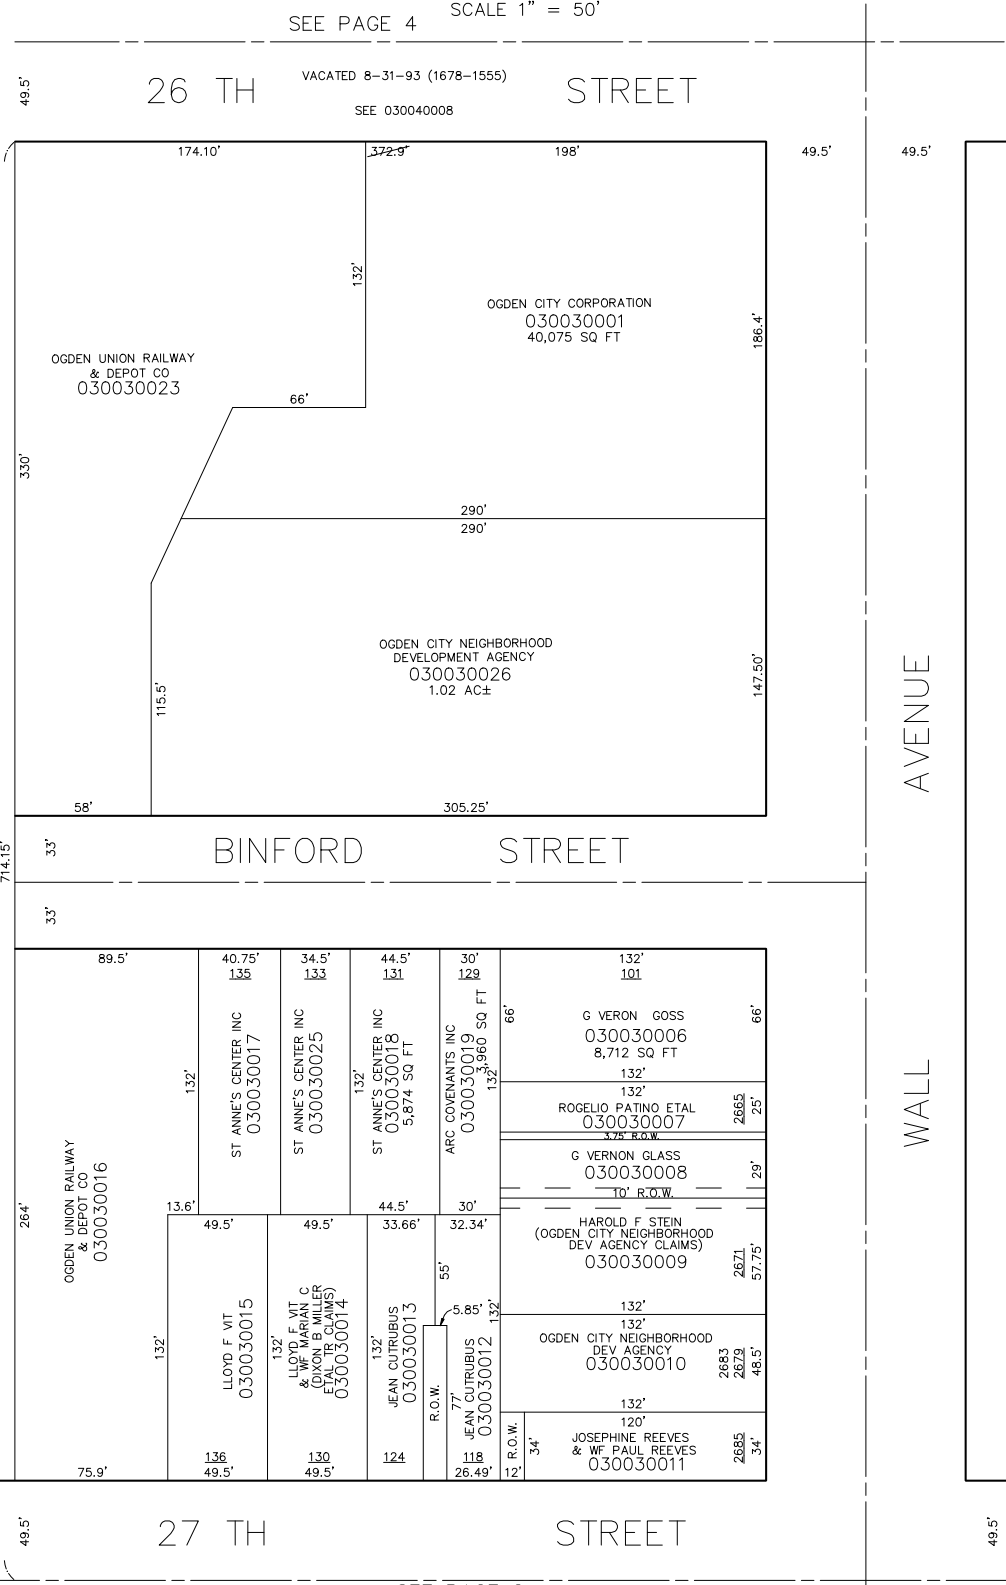 SCALE 1" = 50'
SEE PAGE 4
VACATED 8-31-93 (1678-1555)
26 TH STREET
49.5'
SEE 030040008
174.10'
372.9'
198'
49.5'
49.5'
132'
OGDEN CITY CORPORATION
030030001
40,075 SQ FT
186.4'
OGDEN UNION RAILWAY
& DEPOT CO
030030023
66'
330'
290'
290'
OGDEN CITY NEIGHBORHOOD
DEVELOPMENT AGENCY
030030026
1.02 AC±
115.5'
147.50'
58'
305.25'
WALL AVENUE
714.15'
33'
BINFORD STREET
33'
89.5'
40.75'
135
34.5'
133
44.5'
131
30'
129
132'
101
OGDEN UNION RAILWAY
& DEPOT CO
030030016
264'
132'
ST ANNE'S CENTER INC
030030017
ST ANNE'S CENTER INC
030030025
132'
ST ANNE'S CENTER INC
030030018
5,874 SQ FT
ARC COVENANTS INC
030030019
3,960 SQ FT
132'
66'
G VERON GOSS
030030006
8,712 SQ FT
66'
132'
132'
ROGELIO PATINO ETAL
030030007
2665
25'
3.75' R.O.W.
G VERNON GLASS
030030008
29'
10' R.O.W.
HAROLD F STEIN
(OGDEN CITY NEIGHBORHOOD
DEV AGENCY CLAIMS)
030030009
2671
57.75'
132'
132'
OGDEN CITY NEIGHBORHOOD
DEV AGENCY
030030010
2683
2679
48.5'
132'
120'
JOSEPHINE REEVES
& WF PAUL REEVES
030030011
2685
34'
34'
R.O.W.
12'
13.6'
44.5'
30'
49.5'
49.5'
33.66'
32.34'
132'
LLOYD F VIT
030030015
136
49.5'
132'
LLOYD F VIT
& WF MARIAN C
(DIXON B MILLER
ETAL TR CLAIMS)
030030014
130
49.5'
132'
JEAN CUTRUBUS
030030013
124
55'
5.85'
R.O.W.
77'
JEAN CUTRUBUS
030030012
132'
118
26.49'
75.9'
49.5'
27 TH STREET
49.5'